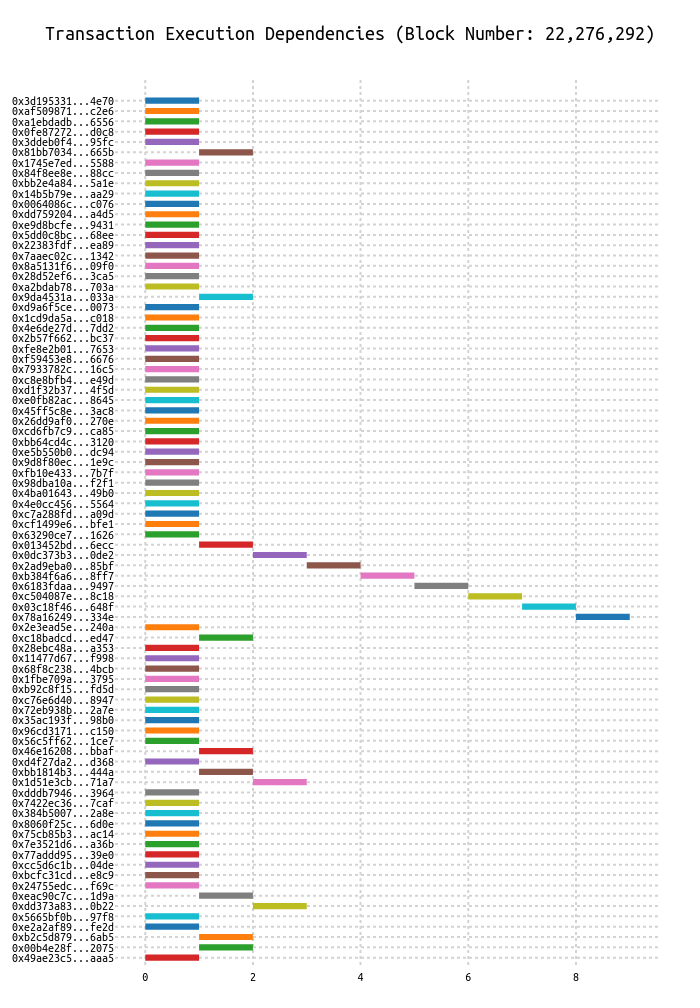 Transaction Execution Dependencies (Block Number: 22,276,292)
0x3d195331...4e70
0xaf509871...c2e6
0xa1ebdadb...6556
0x0fe87272...d0c8
0x3ddeb0f4...95fc
0x81bb7034...665b
0x1745e7ed...5588
0x84f8ee8e...88cc
0xbb2e4a84...5a1e
0x14b5b79e...aa29
0x0064086c...c076
0xdd759204...a4d5
0xe9d8bcfe...9431
0x5dd0c8bc...68ee
0x22383fdf...ea89
0x7aaec02c...1342
0x8a5131f6...09f0
0x28d52ef6...3ca5
0xa2bdab78...703a
0x9da4531a...033a
0xd9a6f5ce...0073
0x1cd9da5a...c018
0x4e6de27d...7dd2
0x2b57f662...bc37
0xfe8e2b01...7653
0xf59453e8...6676
0x7933782c...16c5
0xc8e8bfb4...e49d
0xd1f32b37...4f5d
0xe0fb82ac...8645
0x45ff5c8e...3ac8
0x26dd9af0...270e
0xcd6fb7c9...ca85
0xbb64cd4c...3120
0xe5b550b0...dc94
0x9d8f80ec...1e9c
0xfb10e433...7b7f
0x98dba10a...f2f1
0x4ba01643...49b0
0x4e0cc456...5564
0xc7a288fd...a09d
0xcf1499e6...bfe1
0x63290ce7...1626
0x013452bd...6ecc
0x0dc373b3...0de2
0x2ad9eba0...85bf
0xb384f6a6...8ff7
0x6183fdaa...9497
0xc504087e...8c18
0x03c18f46...648f
0x78a16249...334e
0x2e3ead5e...240a
0xc18badcd...ed47
0x28ebc48a...a353
0x11477d67...f998
0x68f8c238...4bcb
0x1fbe709a...3795
0xb92c8f15...fd5d
0xc76e6d40...8947
0x72eb938b...2a7e
0x35ac193f...98b0
0x96cd3171...c150
0x56c5ff62...1ce7
0x46e16208...bbaf
0xd4f27da2...d368
0xbb1814b3...444a
0x1d51e3cb...71a7
0xdddb7946...3964
0x7422ec36...7caf
0x384b5007...2a8e
0x8060f25c...6d0e
0x75cb85b3...ac14
0x7e3521d6...a36b
0x77addd95...39e0
0xcc5d6c1b...04de
0xbcfc31cd...e8c9
0x24755edc...f69c
0xeac90c7c...1d9a
0xdd373a83...0b22
0x5665bf0b...97f8
0xe2a2af89...fe2d
0xb2c5d879...6ab5
0x00b4e28f...2075
0x49ae23c5...aaa5
0 2 4 6 8